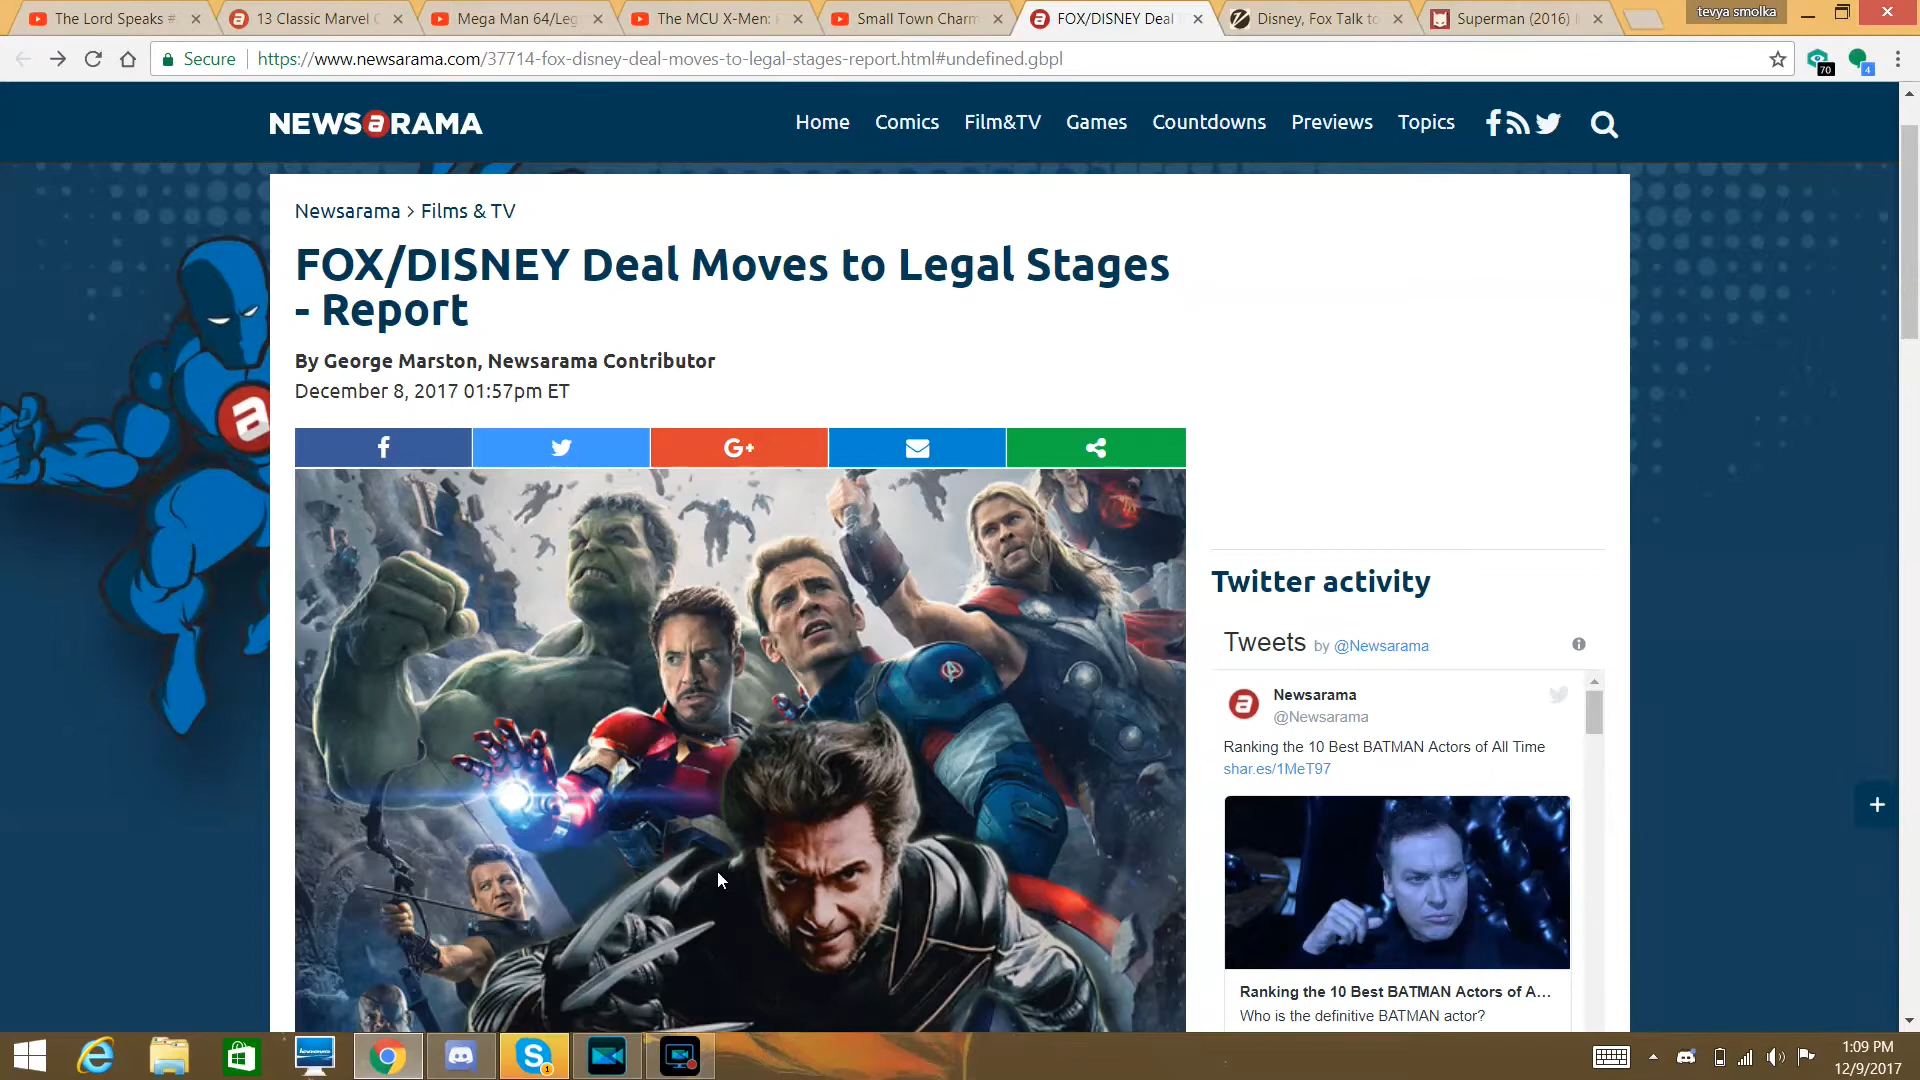 The Lord Speaks #
13 Classic Marvel C
Mega Man 64/Leg
The MCU X-Men:
Small Town Charm
FOX/DISNEY Deal
Disney, Fox Talk to
Superman (2016)
tevya smolka
Secure
https://www.newsarama.com/37714-fox-disney-deal-moves-to-legal-stages-report.html#undefined.gbpl
70
4
NEWSaRAMA
Home
Comics
Film&TV
Games
Countdowns
Previews
Topics
Newsarama > Films & TV
FOX/DISNEY Deal Moves to Legal Stages
- Report
By George Marston, Newsarama Contributor
December 8, 2017 01:57pm ET
G+
Twitter activity
Tweets by @Newsarama
Newsarama
@Newsarama
Ranking the 10 Best BATMAN Actors of All Time
shar.es/1MeT97
Ranking the 10 Best BATMAN Actors of A...
Who is the definitive BATMAN actor?
1:09 PM
12/9/2017